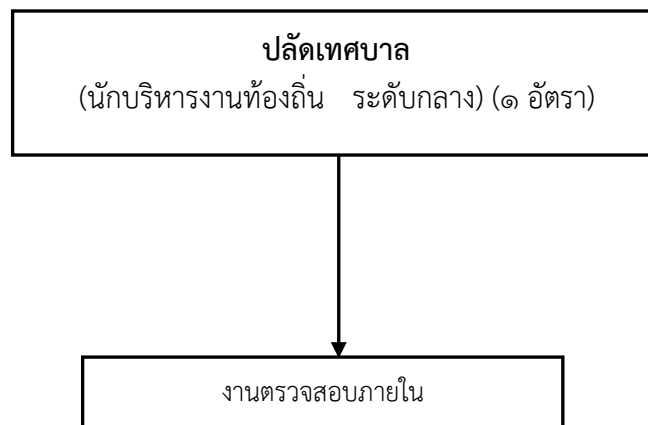 ปลัดเทศบาล
(นักบริหารงานท้องถิ่น ระดับกลาง) (๑ อัตรา)
งานตรวจสอบภายใน